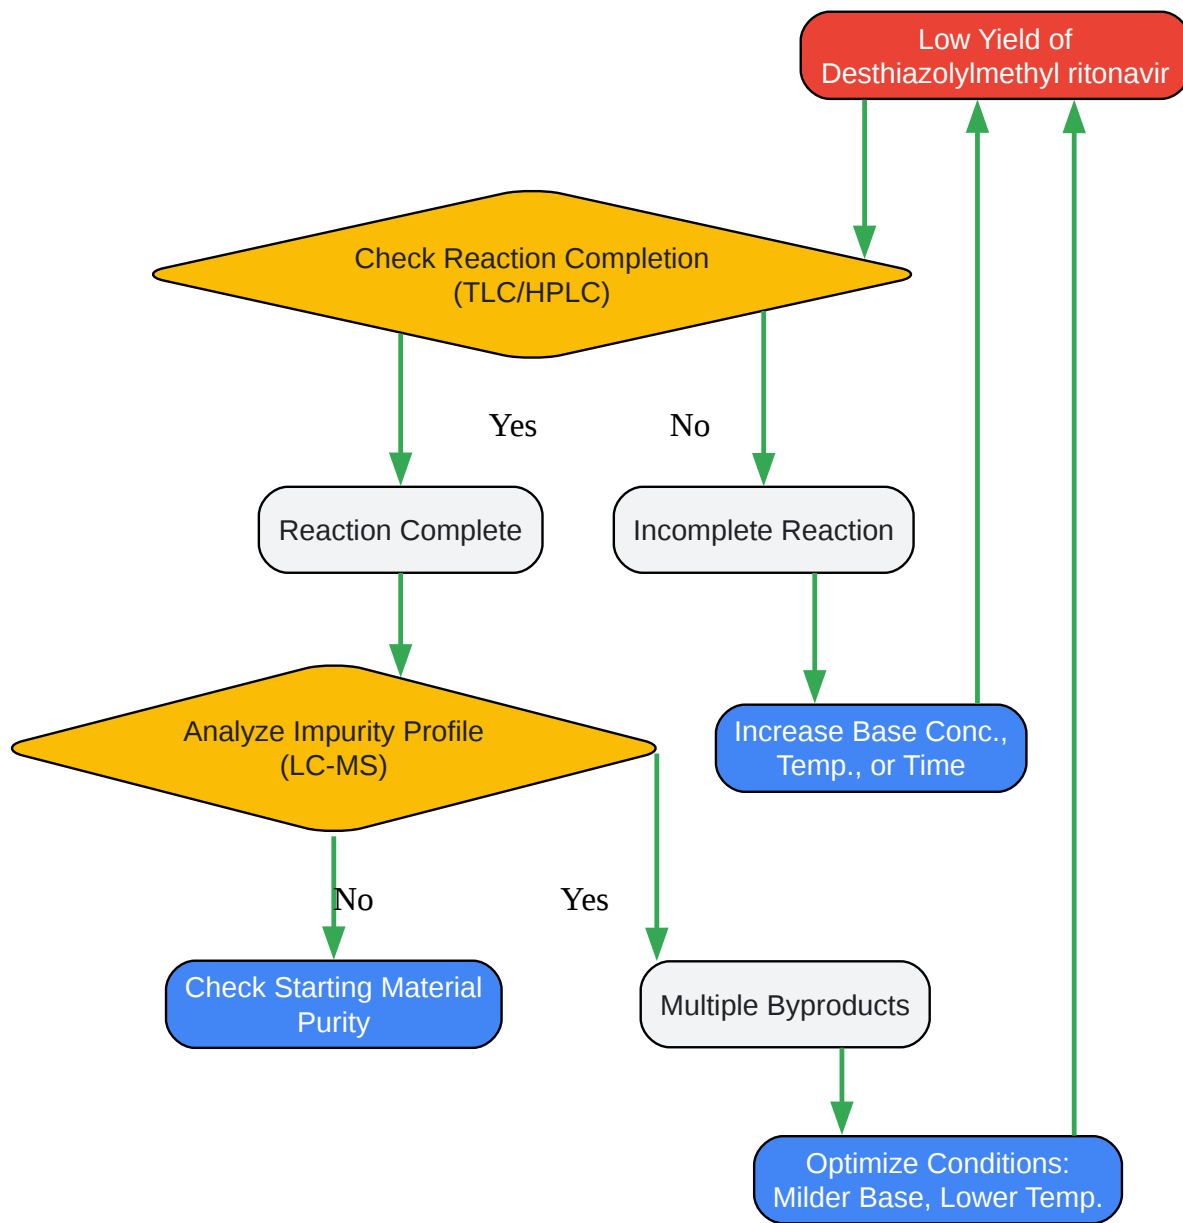 Low Yield of
Desthiazolylmethyl ritonavir
Check Reaction Completion
(TLC/HPLC)
Yes
No
Reaction Complete
Incomplete Reaction
Analyze Impurity Profile
(LC-MS)
Increase Base Conc.,
Temp., or Time
No
Yes
Check Starting Material
Purity
Multiple Byproducts
Optimize Conditions:
Milder Base, Lower Temp.